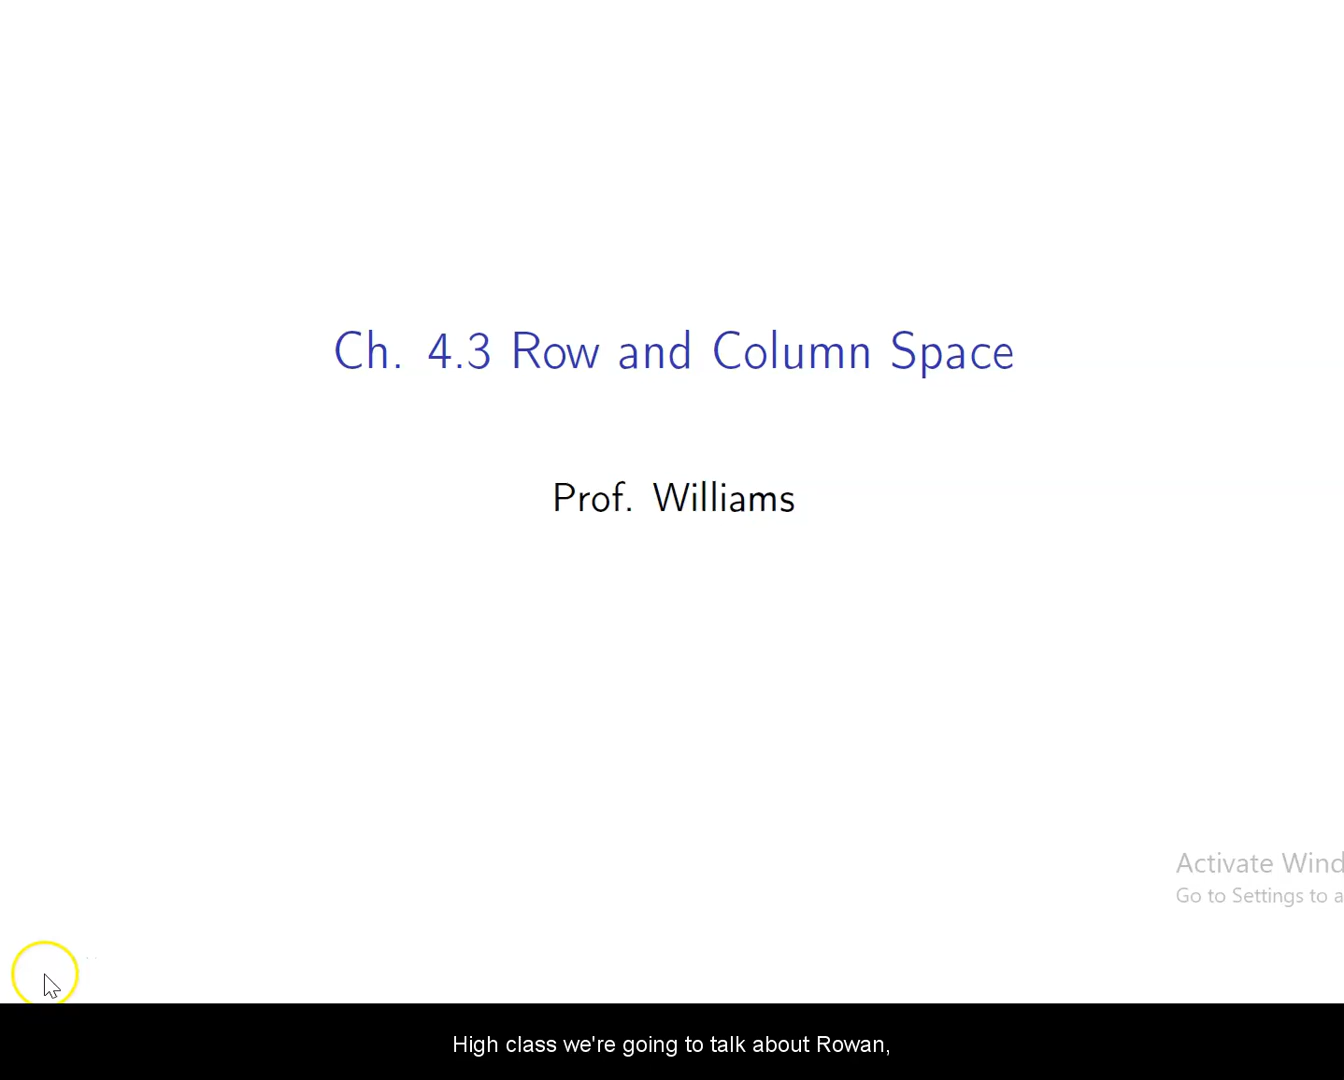 Ch. 4.3 Row and Column Space
Prof. Williams
Activate Wind
Go to Settings to a
High class we're going to talk about Rowan,